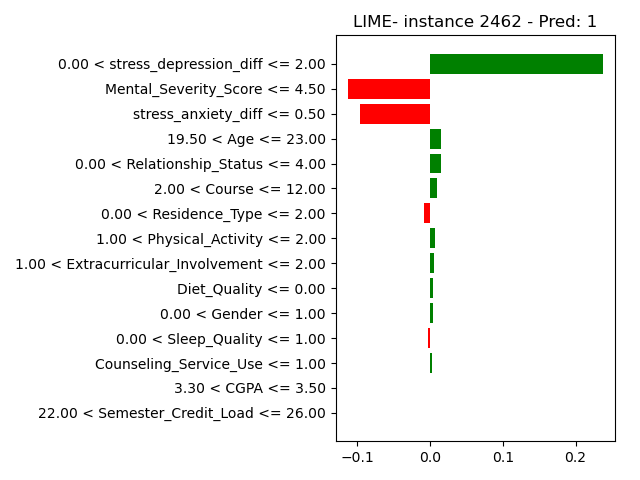 LIME- instance 2462 - Pred: 1
0.00 < stress_depression_diff <= 2.00
Mental_Severity_Score <= 4.50
stress_anxiety_diff <= 0.50
19.50 < Age <= 23.00
0.00 < Relationship_Status <= 4.00
2.00 < Course <= 12.00
0.00 < Residence_Type <= 2.00
1.00 < Physical_Activity <= 2.00
1.00 < Extracurricular_Involvement <= 2.00
Diet_Quality <= 0.00
0.00 < Gender <= 1.00
0.00 < Sleep_Quality <= 1.00
Counseling_Service_Use <= 1.00
3.30 < CGPA <= 3.50
22.00 < Semester_Credit_Load <= 26.00
−0.1 0.0 0.1 0.2